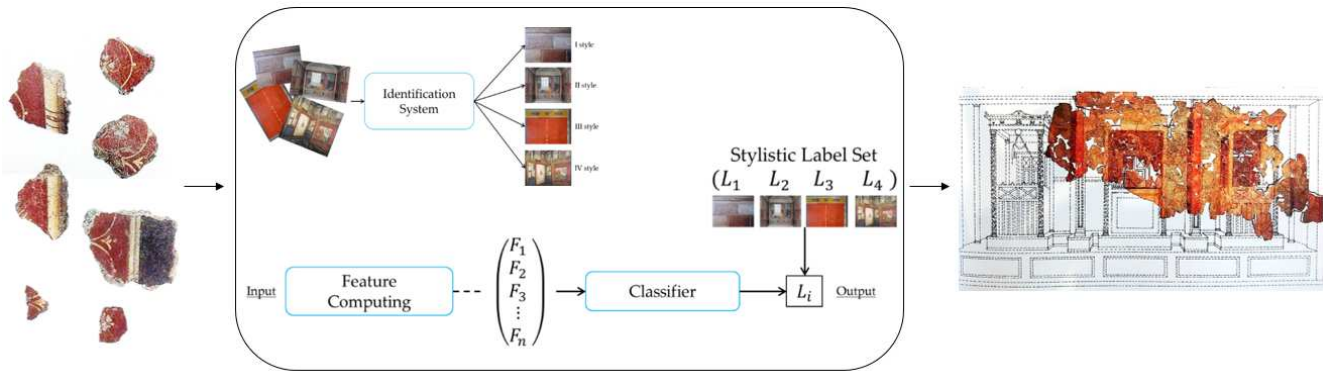 Identification
System
I style
II style
III style
IV style
Stylistic Label Set
(L₁ L₂ L₃ L₄)
Input
Feature
Computing
F₁
F₂
F₃
⋮
Fₙ
Classifier
Lᵢ
Output